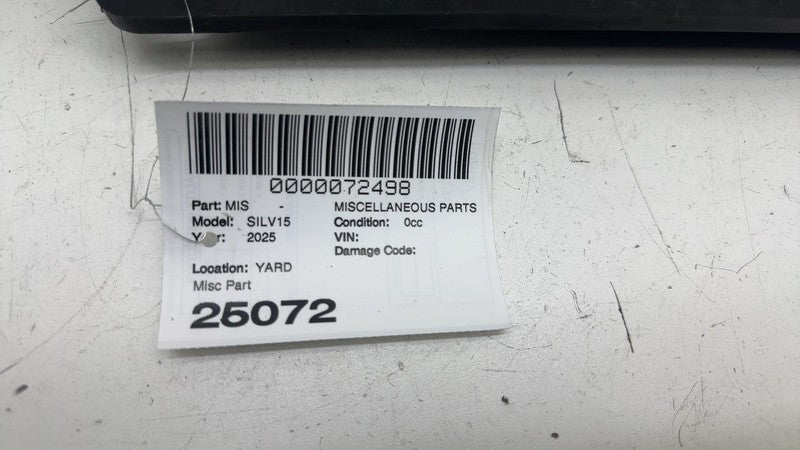 0000072498
Part: MIS - MISCELLANEOUS PARTS
Model: SILV15 Condition: 0cc
Year: 2025 VIN:
Damage Code:
Location: YARD
Misc Part
25072